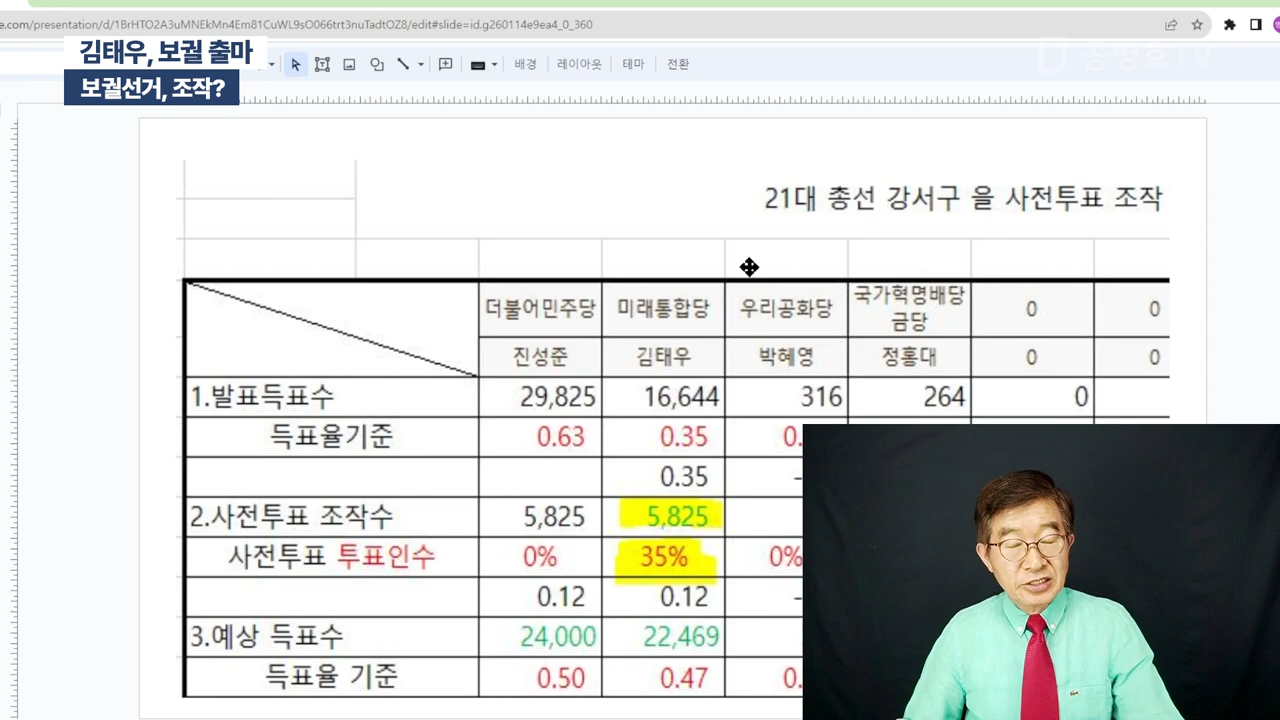 e.com/presentation/d/1BrHTO2A3uMNEkMn4Em81CuWL9sO066trt3nuTadtOZ8/edit#slide=id.g260114e9ea4_0_360
김태우, 보궐 출마
보궐선거, 조작?
배경 레이아웃 테마 전환
공병호TV
21대 총선 강서구 을 사전투표 조작
더불어민주당 미래통합당 우리공화당 국가혁명배당금당 0 0
진성준 김태우 박혜영 정홍대 0 0
1.발표득표수 29,825 16,644 316 264 0
득표율기준 0.63 0.35 0.
0.35 -
2.사전투표 조작수 5,825 5,825
사전투표 투표인수 0% 35% 0%
0.12 0.12 -
3.예상 득표수 24,000 22,469
득표율 기준 0.50 0.47 0.